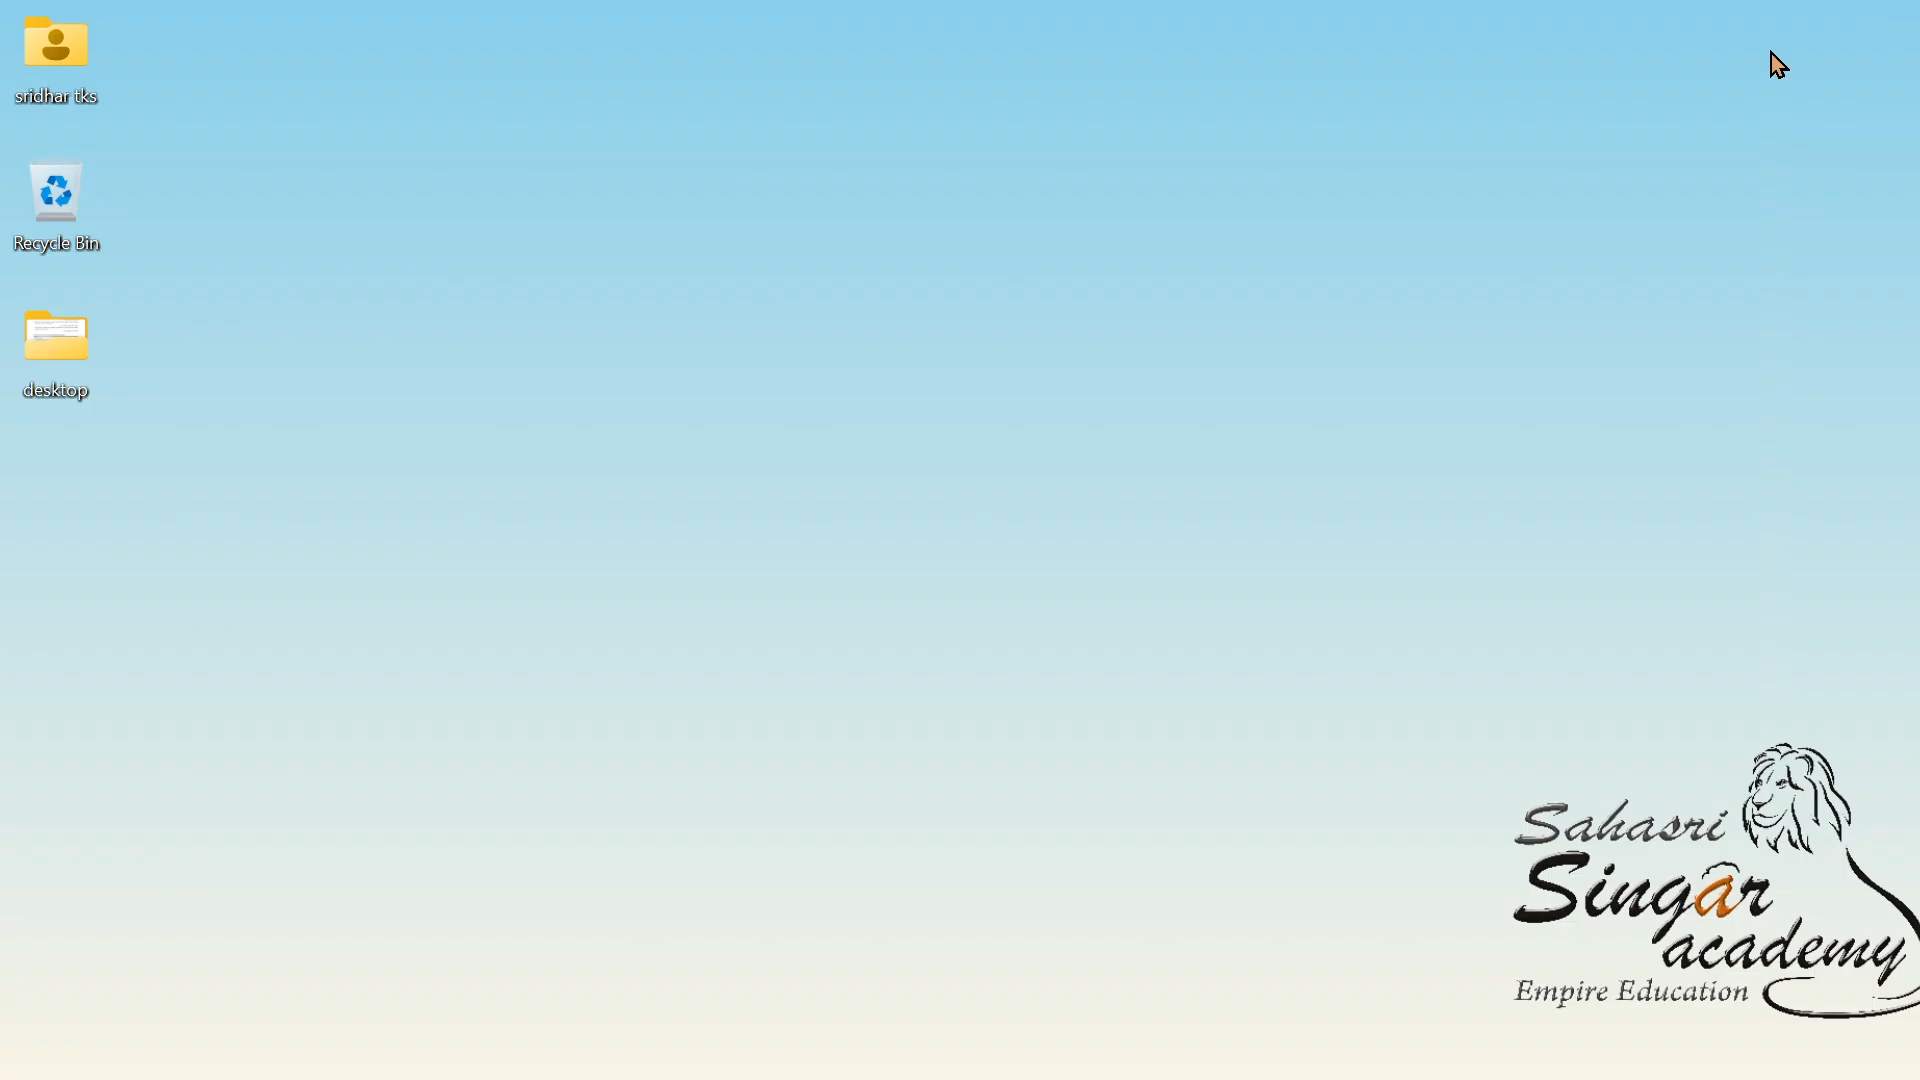 sridhar tks
Recycle Bin
desktop
Sahasri
Singar
academy
Empire Education